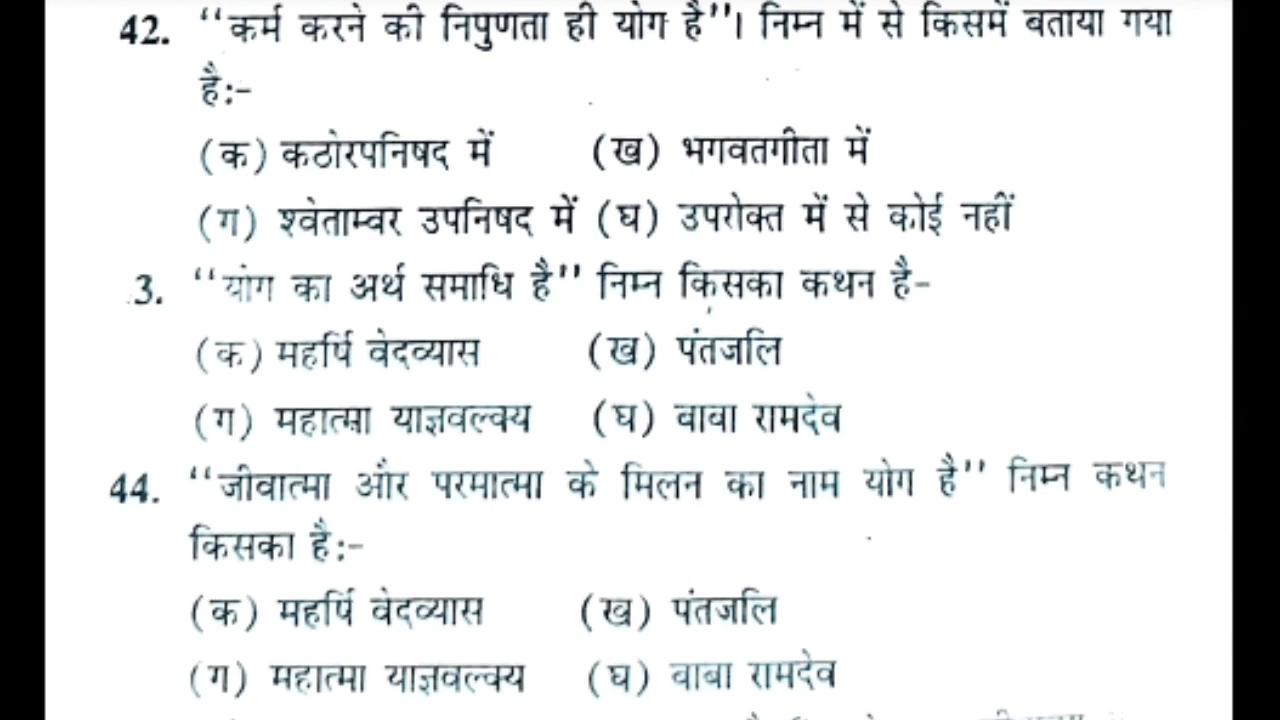 42. “कर्म करने की निपुणता ही योग है”। निम्न में से किसमें बताया गया
है:-
(क) कठोरपनिषद में (ख) भगवतगीता में
(ग) श्वेताम्वर उपनिषद में (घ) उपरोक्त में से कोई नहीं
3. “योग का अर्थ समाधि है” निम्न किसका कथन है-
(क) महर्षि वेदव्यास (ख) पंतजलि
(ग) महात्मा याज्ञवल्क्य (घ) वावा रामदेव
44. “जीवात्मा और परमात्मा के मिलन का नाम योग है” निम्न कथन
किसका है:-
(क) महर्षि वेदव्यास (ख) पंतजलि
(ग) महात्मा याज्ञवल्क्य (घ) वाबा रामदेव